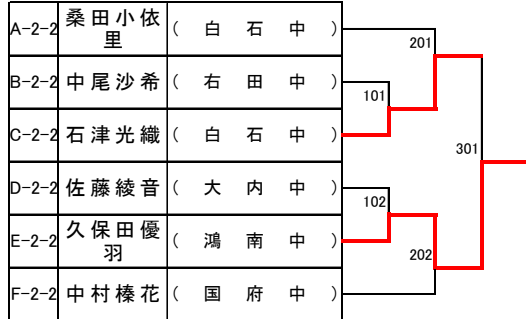 A-2-2 桑田小依里 ( 白 石 中 )
201
B-2-2 中尾沙希 ( 右 田 中 )
101
C-2-2 石津光織 ( 白 石 中 )
301
D-2-2 佐藤綾音 ( 大 内 中 )
102
E-2-2 久保田優羽 ( 鴻 南 中 )
202
F-2-2 中村榛花 ( 国 府 中 )